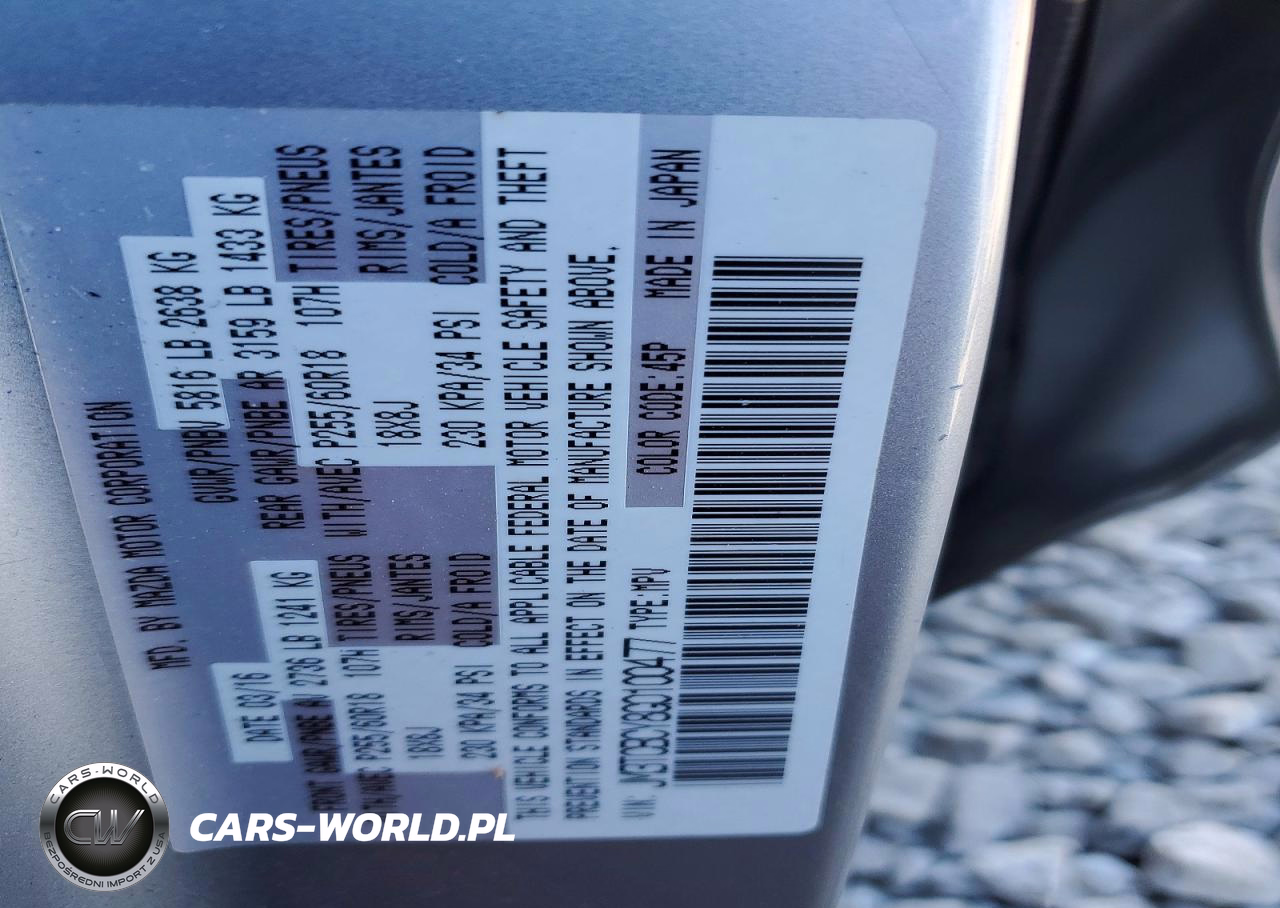 MFD. BY MAZDA MOTOR CORPORATION
DATE 03/16 GVWR/PNBV 5816 LB 2638 KG
FRONT GAWR/PNBE AV 2736 LB 1241 KG REAR GAWR/PNBE AR 3159 LB 1433 KG
P255/60R18 107H TIRES/PNEUS WITH/AVEC P255/60R18 107H TIRES/PNEUS
18X8J RIMS/JANTES 18X8J RIMS/JANTES
230 KPA/34 PSI COLD/A FROID 230 KPA/34 PSI COLD/A FROID
THIS VEHICLE CONFORMS TO ALL APPLICABLE FEDERAL MOTOR VEHICLE SAFETY AND THEFT
PREVENTION STANDARDS IN EFFECT ON THE DATE OF MANUFACTURE SHOWN ABOVE.
VIN: TYPE:MPV COLOR CODE:45P MADE IN JAPAN
CARS-WORLD
CW
BEZPOŚREDNI IMPORT Z USA
CARS-WORLD.PL